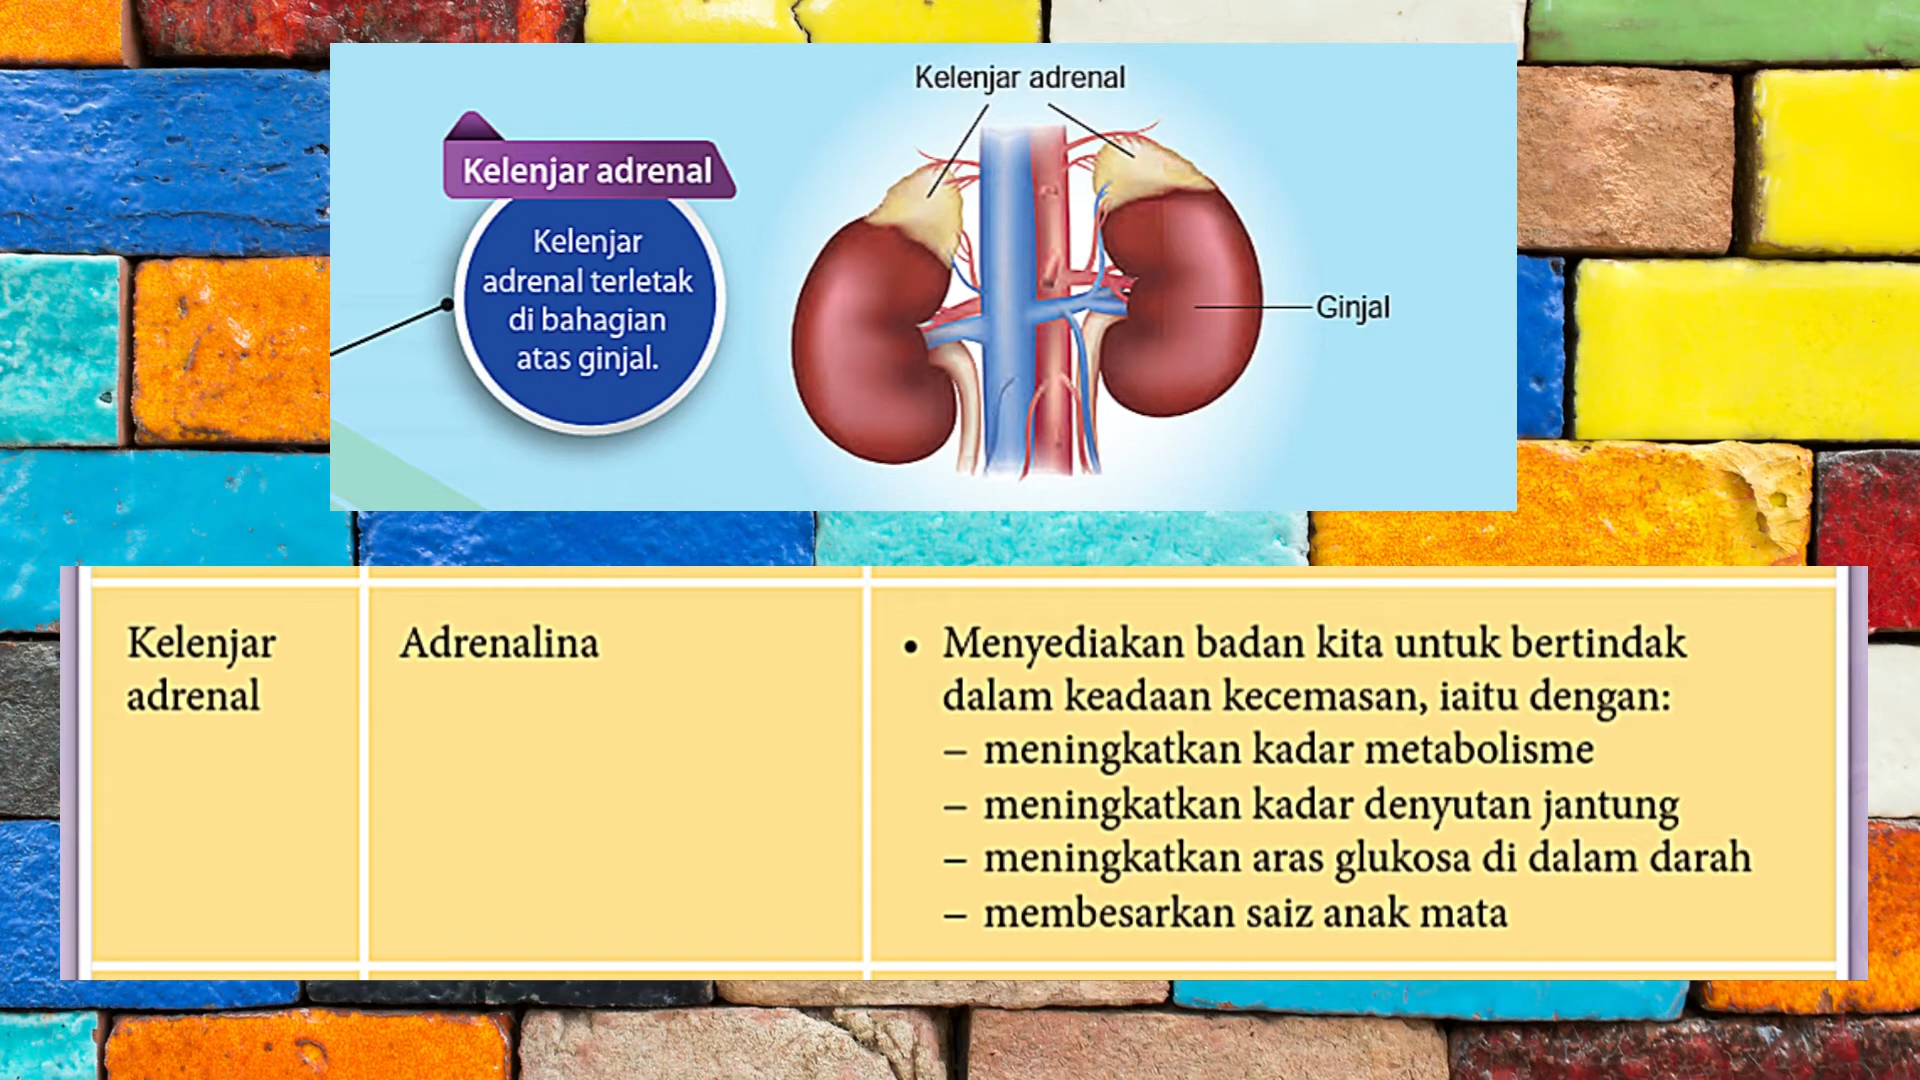 Kelenjar adrenal
Kelenjar adrenal
Kelenjar
adrenal terletak
di bahagian
atas ginjal.
Ginjal
Kelenjar
adrenal
Adrenalina
• Menyediakan badan kita untuk bertindak
dalam keadaan kecemasan, iaitu dengan:
– meningkatkan kadar metabolisme
– meningkatkan kadar denyutan jantung
– meningkatkan aras glukosa di dalam darah
– membesarkan saiz anak mata